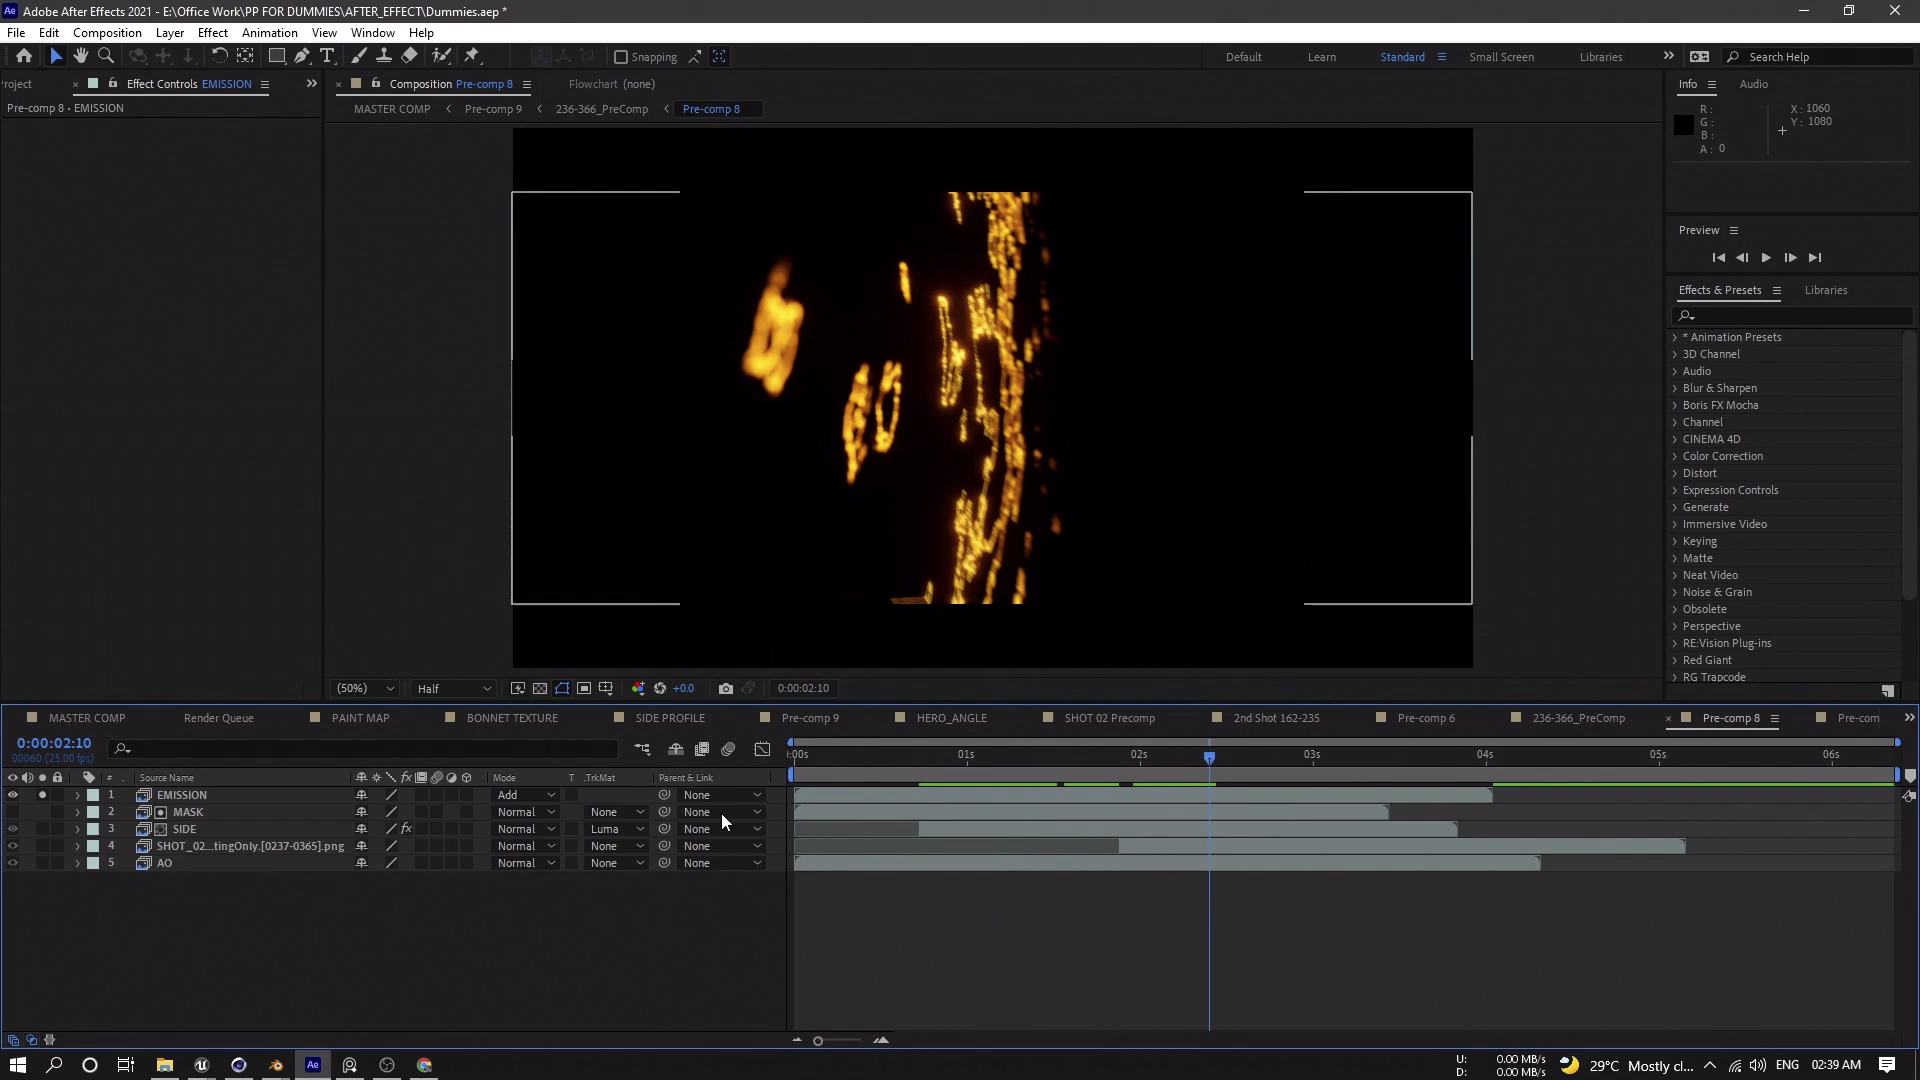 Adobe After Effects 2021 - E:\Office Work\PP FOR DUMMIES\AFTER_EFFECT\Dummies.aep *
File Edit Composition Layer Effect Animation View Window Help
Snapping
Default Learn Standard Small Screen Libraries Search Help
roject Effect Controls EMISSION
Composition Pre-comp 8 Flowchart (none)
Pre-comp 8 • EMISSION
MASTER COMP Pre-comp 9 236-366_PreComp Pre-comp 8
Info Audio
R :
G :
B :
A : 0
X : 1060
Y : 1080
Preview
Effects & Presets Libraries
* Animation Presets
3D Channel
Audio
Blur & Sharpen
Boris FX Mocha
Channel
CINEMA 4D
Color Correction
Distort
Expression Controls
Generate
Immersive Video
Keying
Matte
Neat Video
Noise & Grain
Obsolete
Perspective
RE:Vision Plug-ins
Red Giant
RG Trapcode
(50%) Half +0.0 0:00:02:10
MASTER COMP Render Queue PAINT MAP BONNET TEXTURE SIDE PROFILE Pre-comp 9 HERO_ANGLE SHOT 02 Precomp 2nd Shot 162-235 Pre-comp 6 236-366_PreComp Pre-comp 8 Pre-com
0:00:02:10
00060 (25.00 fps)
:00s 01s 02s 03s 04s 05s 06s
# Source Name fx Mode T .TrkMat Parent & Link
1 EMISSION Add None
2 MASK Normal None None
3 SIDE fx Normal Luma None
4 SHOT_02...tingOnly.[0237-0365].png Normal None None
5 AO Normal None None
Ae
U: 0.00 MB/s
D: 0.00 MB/s
29°C Mostly cl... ENG 02:39 AM